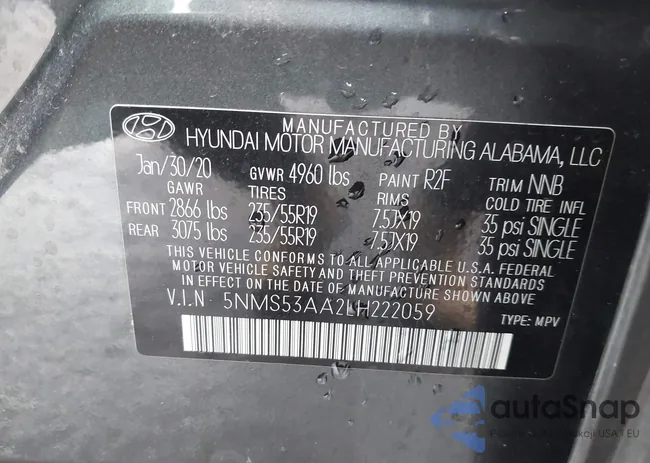 MANUFACTURED BY
HYUNDAI MOTOR MANUFACTURING ALABAMA, LLC
Jan/30/20 GVWR 4960 lbs PAINT R2F TRIM NNB
GAWR TIRES RIMS COLD TIRE INFL
FRONT 2866 lbs 235/55R19 7.5JX19 35 psi SINGLE
REAR 3075 lbs 235/55R19 7.5JX19 35 psi SINGLE
THIS VEHICLE CONFORMS TO ALL APPLICABLE U.S.A. FEDERAL
MOTOR VEHICLE SAFETY AND THEFT PREVENTION STANDARDS
IN EFFECT ON THE DATE OF MANUFACTURE SHOWN ABOVE
V.I.N 5NMS53AA2LH222059
TYPE: MPV
autoSnap
USA / EU